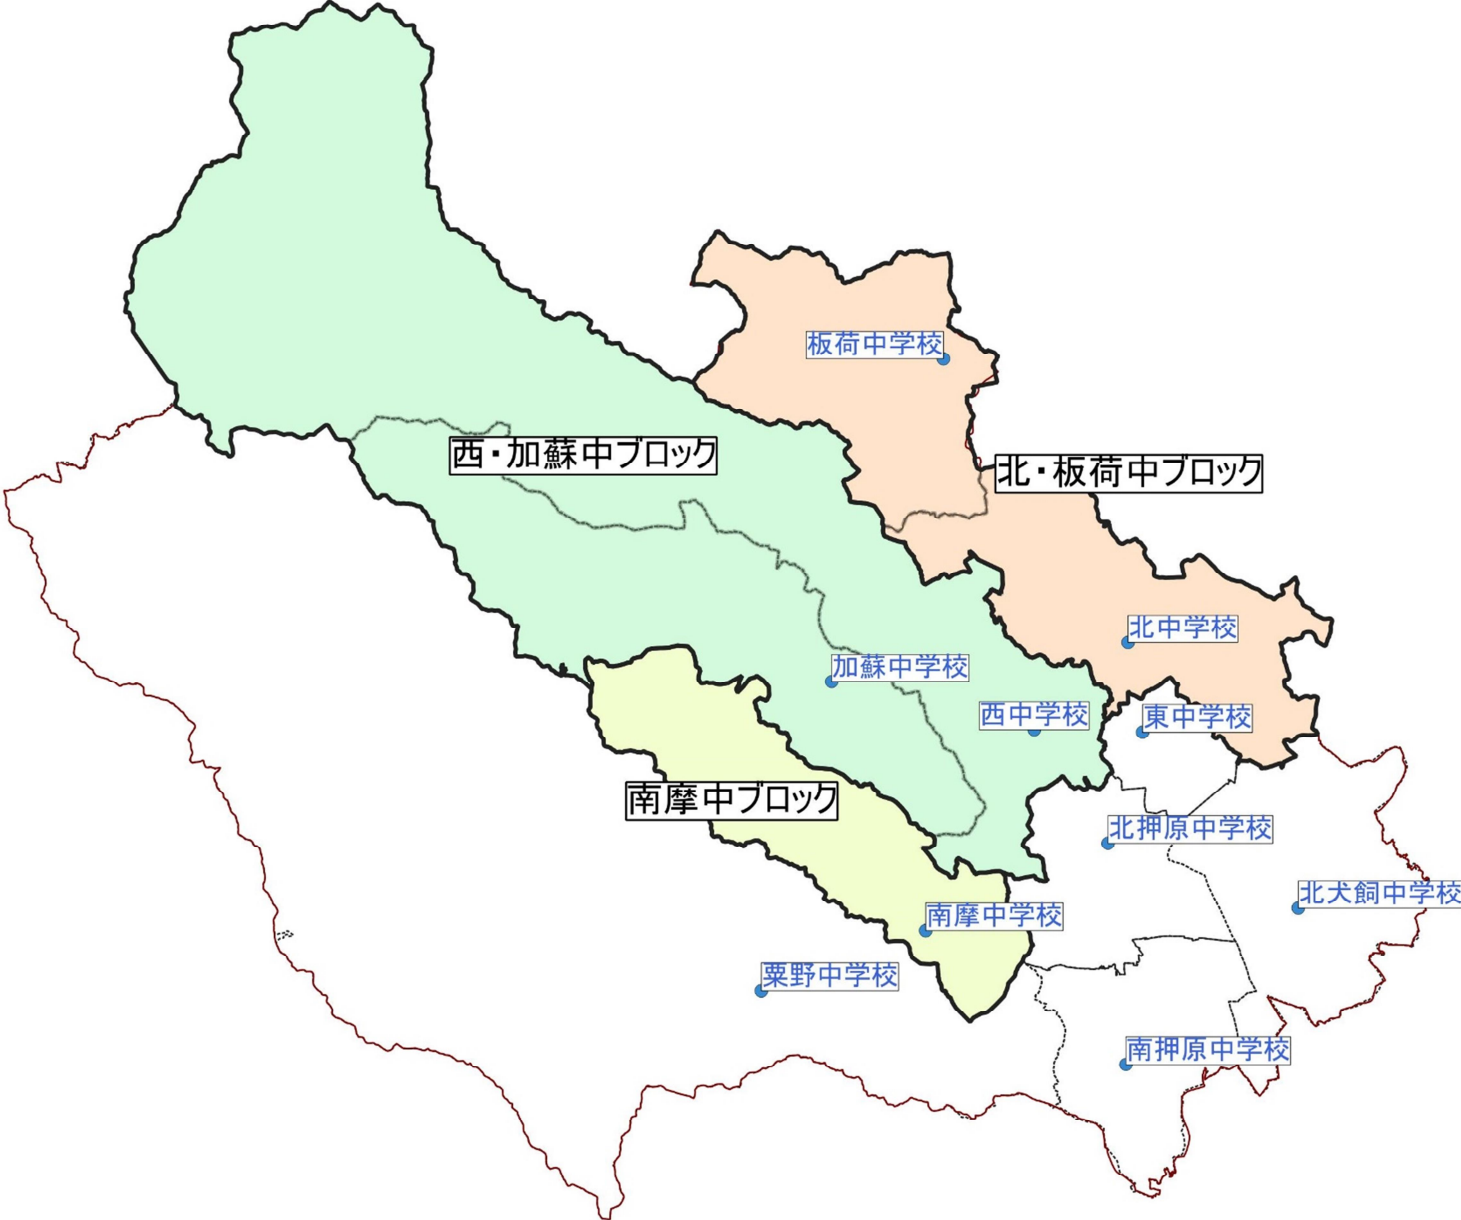 板荷中学校
西・加蘇中ブロック
北・板荷中ブロック
北中学校
加蘇中学校
西中学校
東中学校
南摩中ブロック
北押原中学校
北犬飼中学校
南摩中学校
粟野中学校
南押原中学校